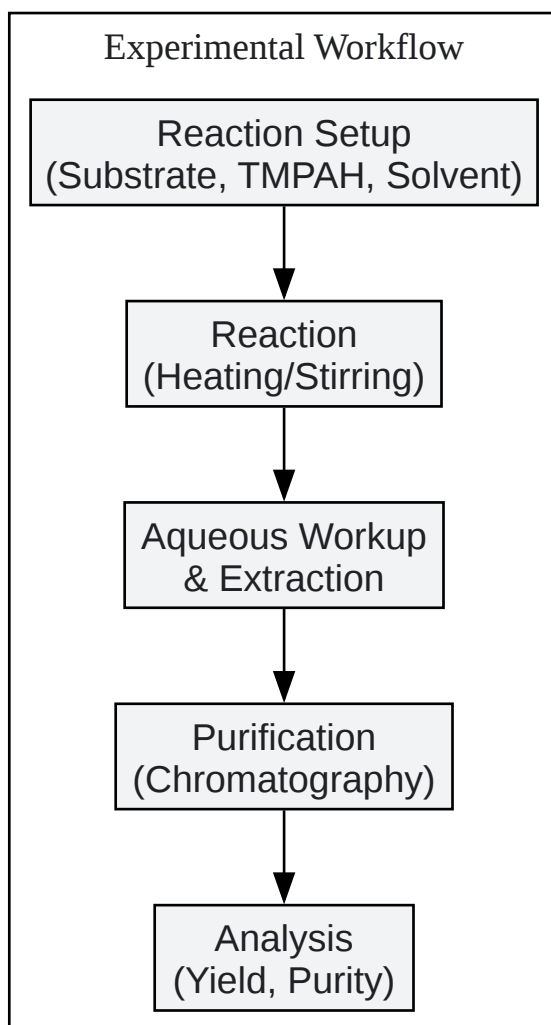 Experimental Workflow
Reaction Setup
(Substrate, TMPAH, Solvent)
Reaction
(Heating/Stirring)
Aqueous Workup
& Extraction
Purification
(Chromatography)
Analysis
(Yield, Purity)